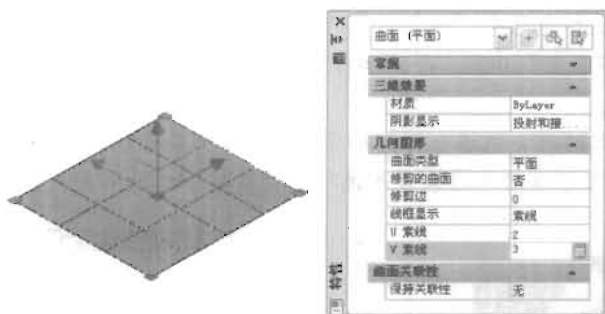 曲面 (平面)
常规
三维效果
材质 ByLayer
阴影显示 投射和接...
几何图形
曲面类型 平面
修剪的曲面 否
修剪边 0
线框显示 素线
U 素线 2
V 素线 3
曲面关联性
保持关联性 无
特性